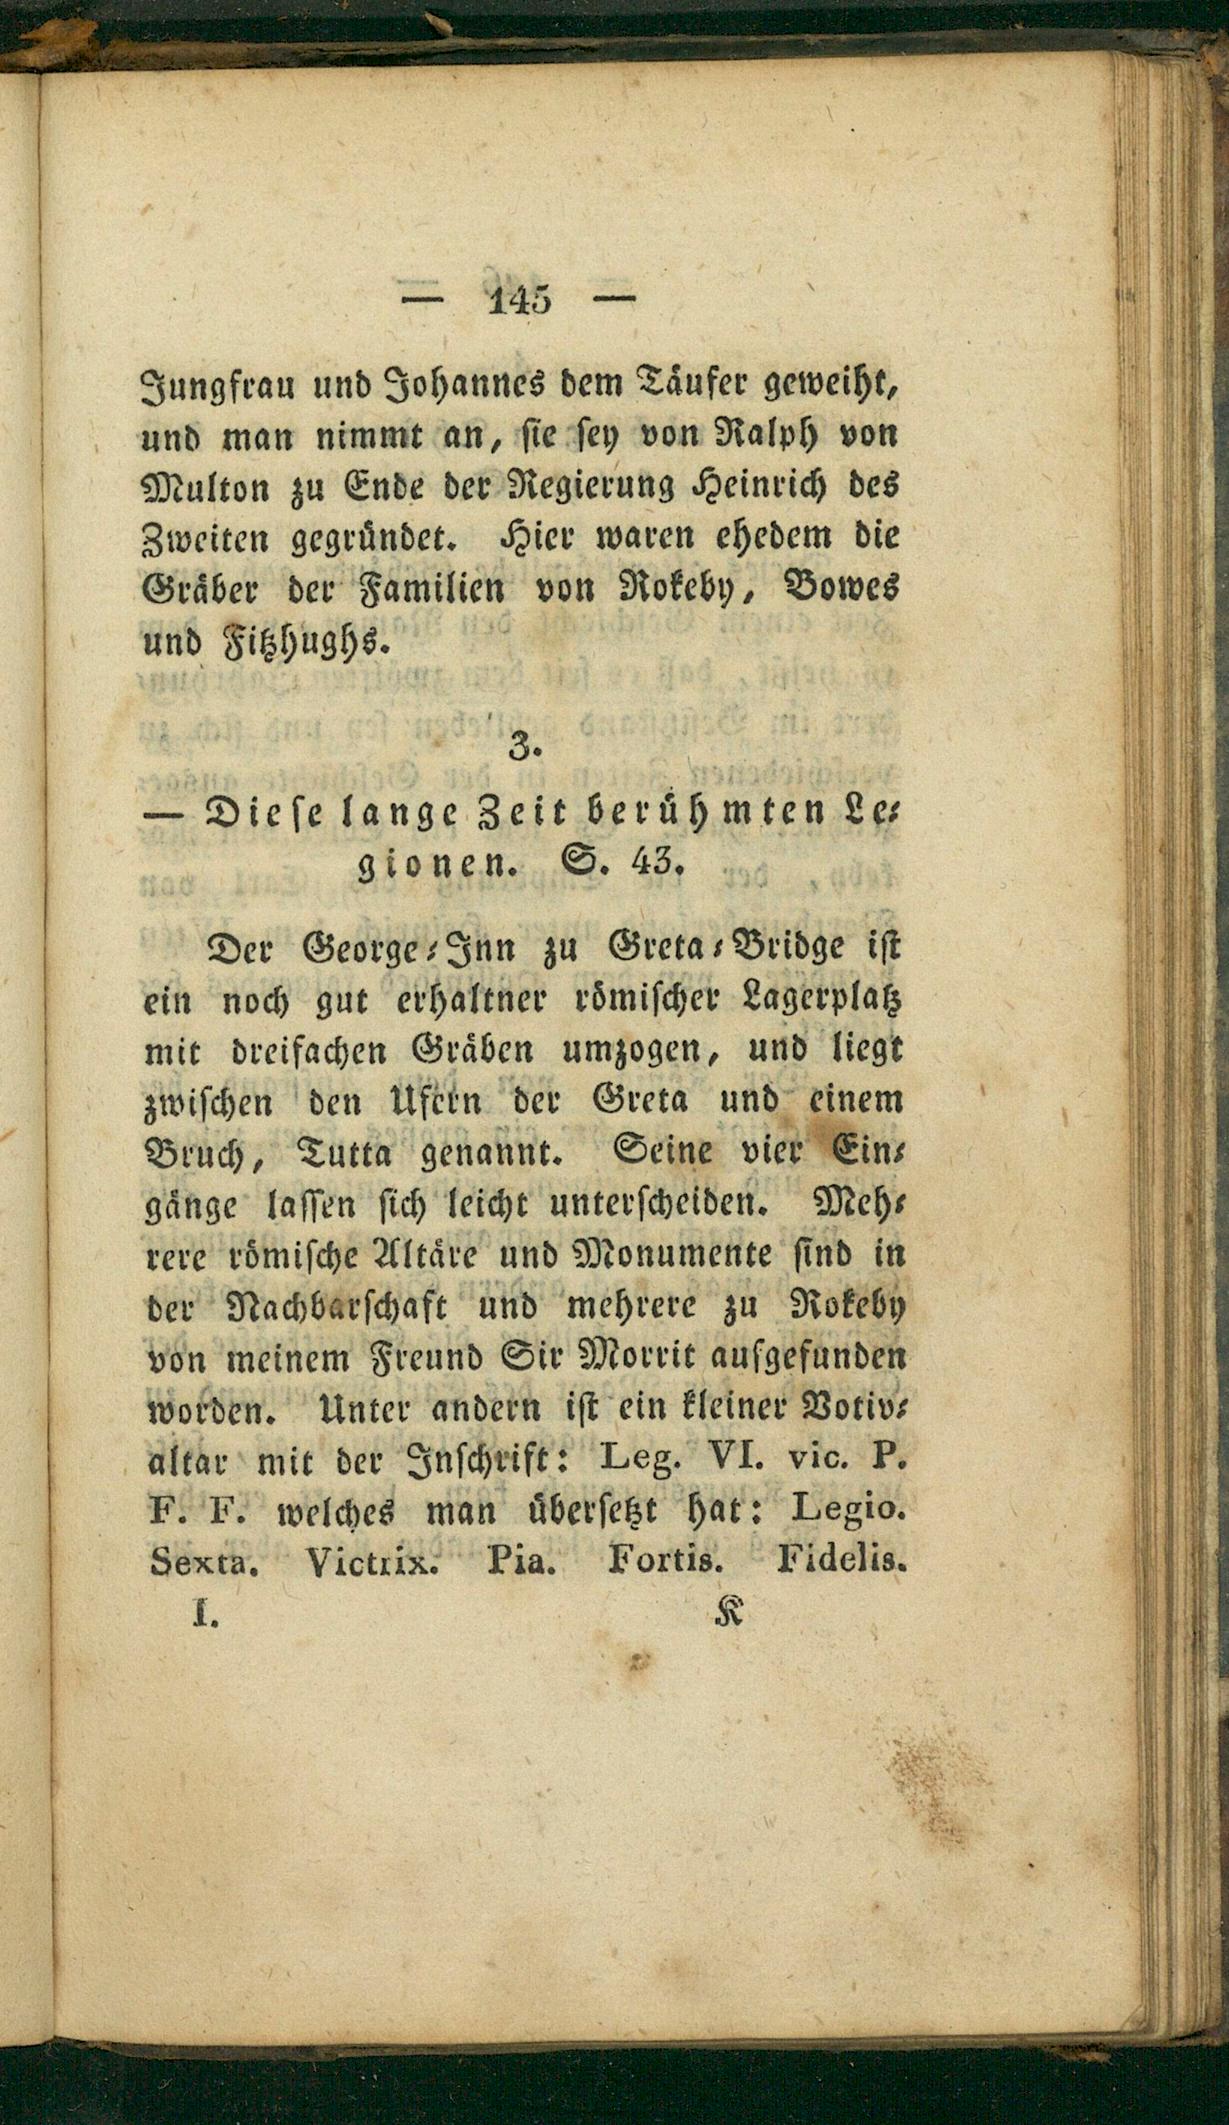 — 145 —
Jungfrau und Johannes dem Täufer geweiht,
und man nimmt an, sie sey von Ralph von
Multon zu Ende der Regierung Heinrich des
Zweiten gegründet. Hier waren ehedem die
Gräber der Familien von Rokeby, Bowes
und Fitzhughs.
3.
— Diese lange Zeit berühmten Le-
gionen. S. 43.
Der George-Inn zu Greta-Bridge ist
ein noch gut erhaltner römischer Lagerplatz
mit dreifachen Gräben umzogen, und liegt
zwischen den Ufern der Greta und einem
Bruch, Tutta genannt. Seine vier Ein-
gänge lassen sich leicht unterscheiden. Meh-
rere römische Altäre und Monumente sind in
der Nachbarschaft und mehrere zu Rokeby
von meinem Freund Sir Morrit aufgefunden
worden. Unter andern ist ein kleiner Votiv-
altar mit der Inschrift: Leg. VI. vic. P.
F. F. welches man übersetzt hat: Legio.
Sexta. Victrix. Pia. Fortis. Fidelis.
I. K